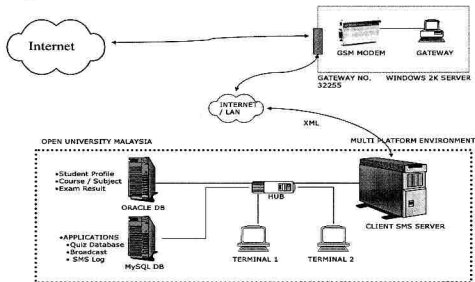 Internet
GSM MODEM
GATEWAY
GATEWAY NO. 32255
WINDOWS 2K SERVER
INTERNET / LAN
XML
OPEN UNIVERSITY MALAYSIA
MULTI PLATFORM ENVIRONMENT
•Student Profile
•Course / Subject
•Exam Result
ORACLE DB
HUB
CLIENT SMS SERVER
•APPLICATIONS
•Quiz Database
•Broadcast
•SMS Log
MySQL DB
TERMINAL 1
TERMINAL 2